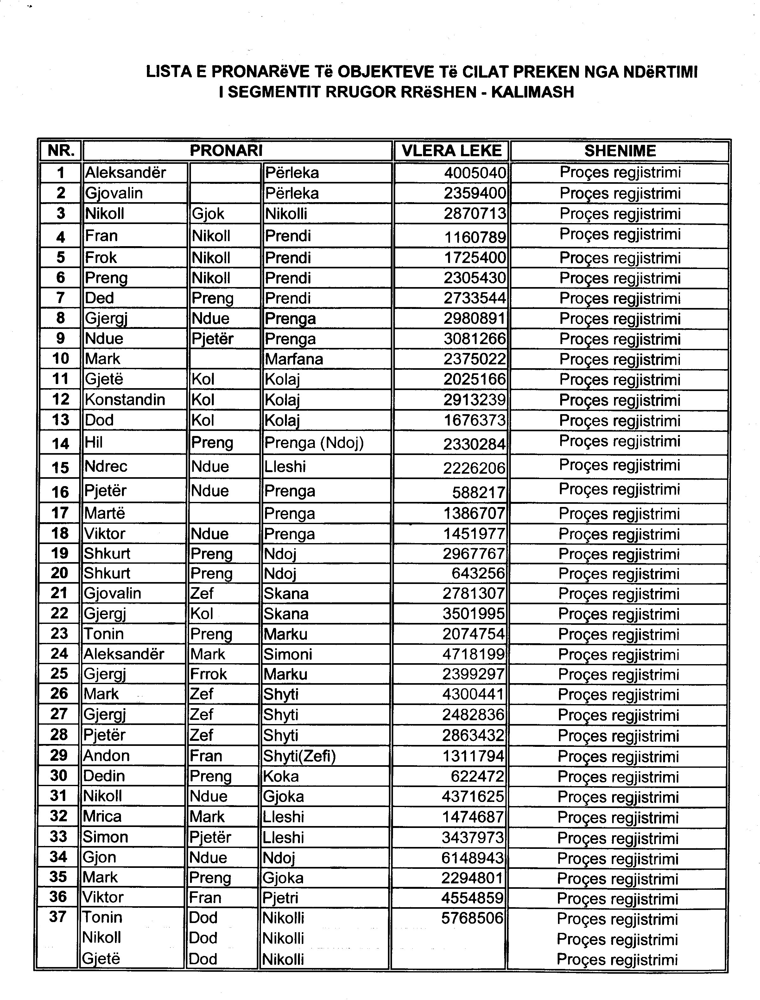 LISTA E PRONARëVE Të OBJEKTEVE Të CILAT PREKEN NGA NDëRTIMI
I SEGMENTIT RRUGOR RRëSHEN - KALIMASH
NR. PRONARI VLERA LEKE SHENIME
1 Aleksandër Përleka 4005040 Proçes regjistrimi
2 Gjovalin Përleka 2359400 Proçes regjistrimi
3 Nikoll Gjok Nikolli 2870713 Proçes regjistrimi
4 Fran Nikoll Prendi 1160789 Proçes regjistrimi
5 Frok Nikoll Prendi 1725400 Proçes regjistrimi
6 Preng Nikoll Prendi 2305430 Proçes regjistrimi
7 Ded Preng Prendi 2733544 Proçes regjistrimi
8 Gjergj Ndue Prenga 2980891 Proçes regjistrimi
9 Ndue Pjetër Prenga 3081266 Proçes regjistrimi
10 Mark Marfana 2375022 Proçes regjistrimi
11 Gjetë Kol Kolaj 2025166 Proçes regjistrimi
12 Konstandin Kol Kolaj 2913239 Proçes regjistrimi
13 Dod Kol Kolaj 1676373 Proçes regjistrimi
14 Hil Preng Prenga (Ndoj) 2330284 Proçes regjistrimi
15 Ndrec Ndue Lleshi 2226206 Proçes regjistrimi
16 Pjetër Ndue Prenga 588217 Proçes regjistrimi
17 Martë Prenga 1386707 Proçes regjistrimi
18 Viktor Ndue Prenga 1451977 Proçes regjistrimi
19 Shkurt Preng Ndoj 2967767 Proçes regjistrimi
20 Shkurt Preng Ndoj 643256 Proçes regjistrimi
21 Gjovalin Zef Skana 2781307 Proçes regjistrimi
22 Gjergj Kol Skana 3501995 Proçes regjistrimi
23 Tonin Preng Marku 2074754 Proçes regjistrimi
24 Aleksandër Mark Simoni 4718199 Proçes regjistrimi
25 Gjergj Frrok Marku 2399297 Proçes regjistrimi
26 Mark Zef Shyti 4300441 Proçes regjistrimi
27 Gjergj Zef Shyti 2482836 Proçes regjistrimi
28 Pjetër Zef Shyti 2863432 Proçes regjistrimi
29 Andon Fran Shyti(Zefi) 1311794 Proçes regjistrimi
30 Dedin Preng Koka 622472 Proçes regjistrimi
31 Nikoll Ndue Gjoka 4371625 Proçes regjistrimi
32 Mrica Mark Lleshi 1474687 Proçes regjistrimi
33 Simon Pjetër Lleshi 3437973 Proçes regjistrimi
34 Gjon Ndue Ndoj 6148943 Proçes regjistrimi
35 Mark Preng Gjoka 2294801 Proçes regjistrimi
36 Viktor Fran Pjetri 4554859 Proçes regjistrimi
37 Tonin Dod Nikolli 5768506 Proçes regjistrimi
Nikoll Dod Nikolli Proçes regjistrimi
Gjetë Dod Nikolli Proçes regjistrimi